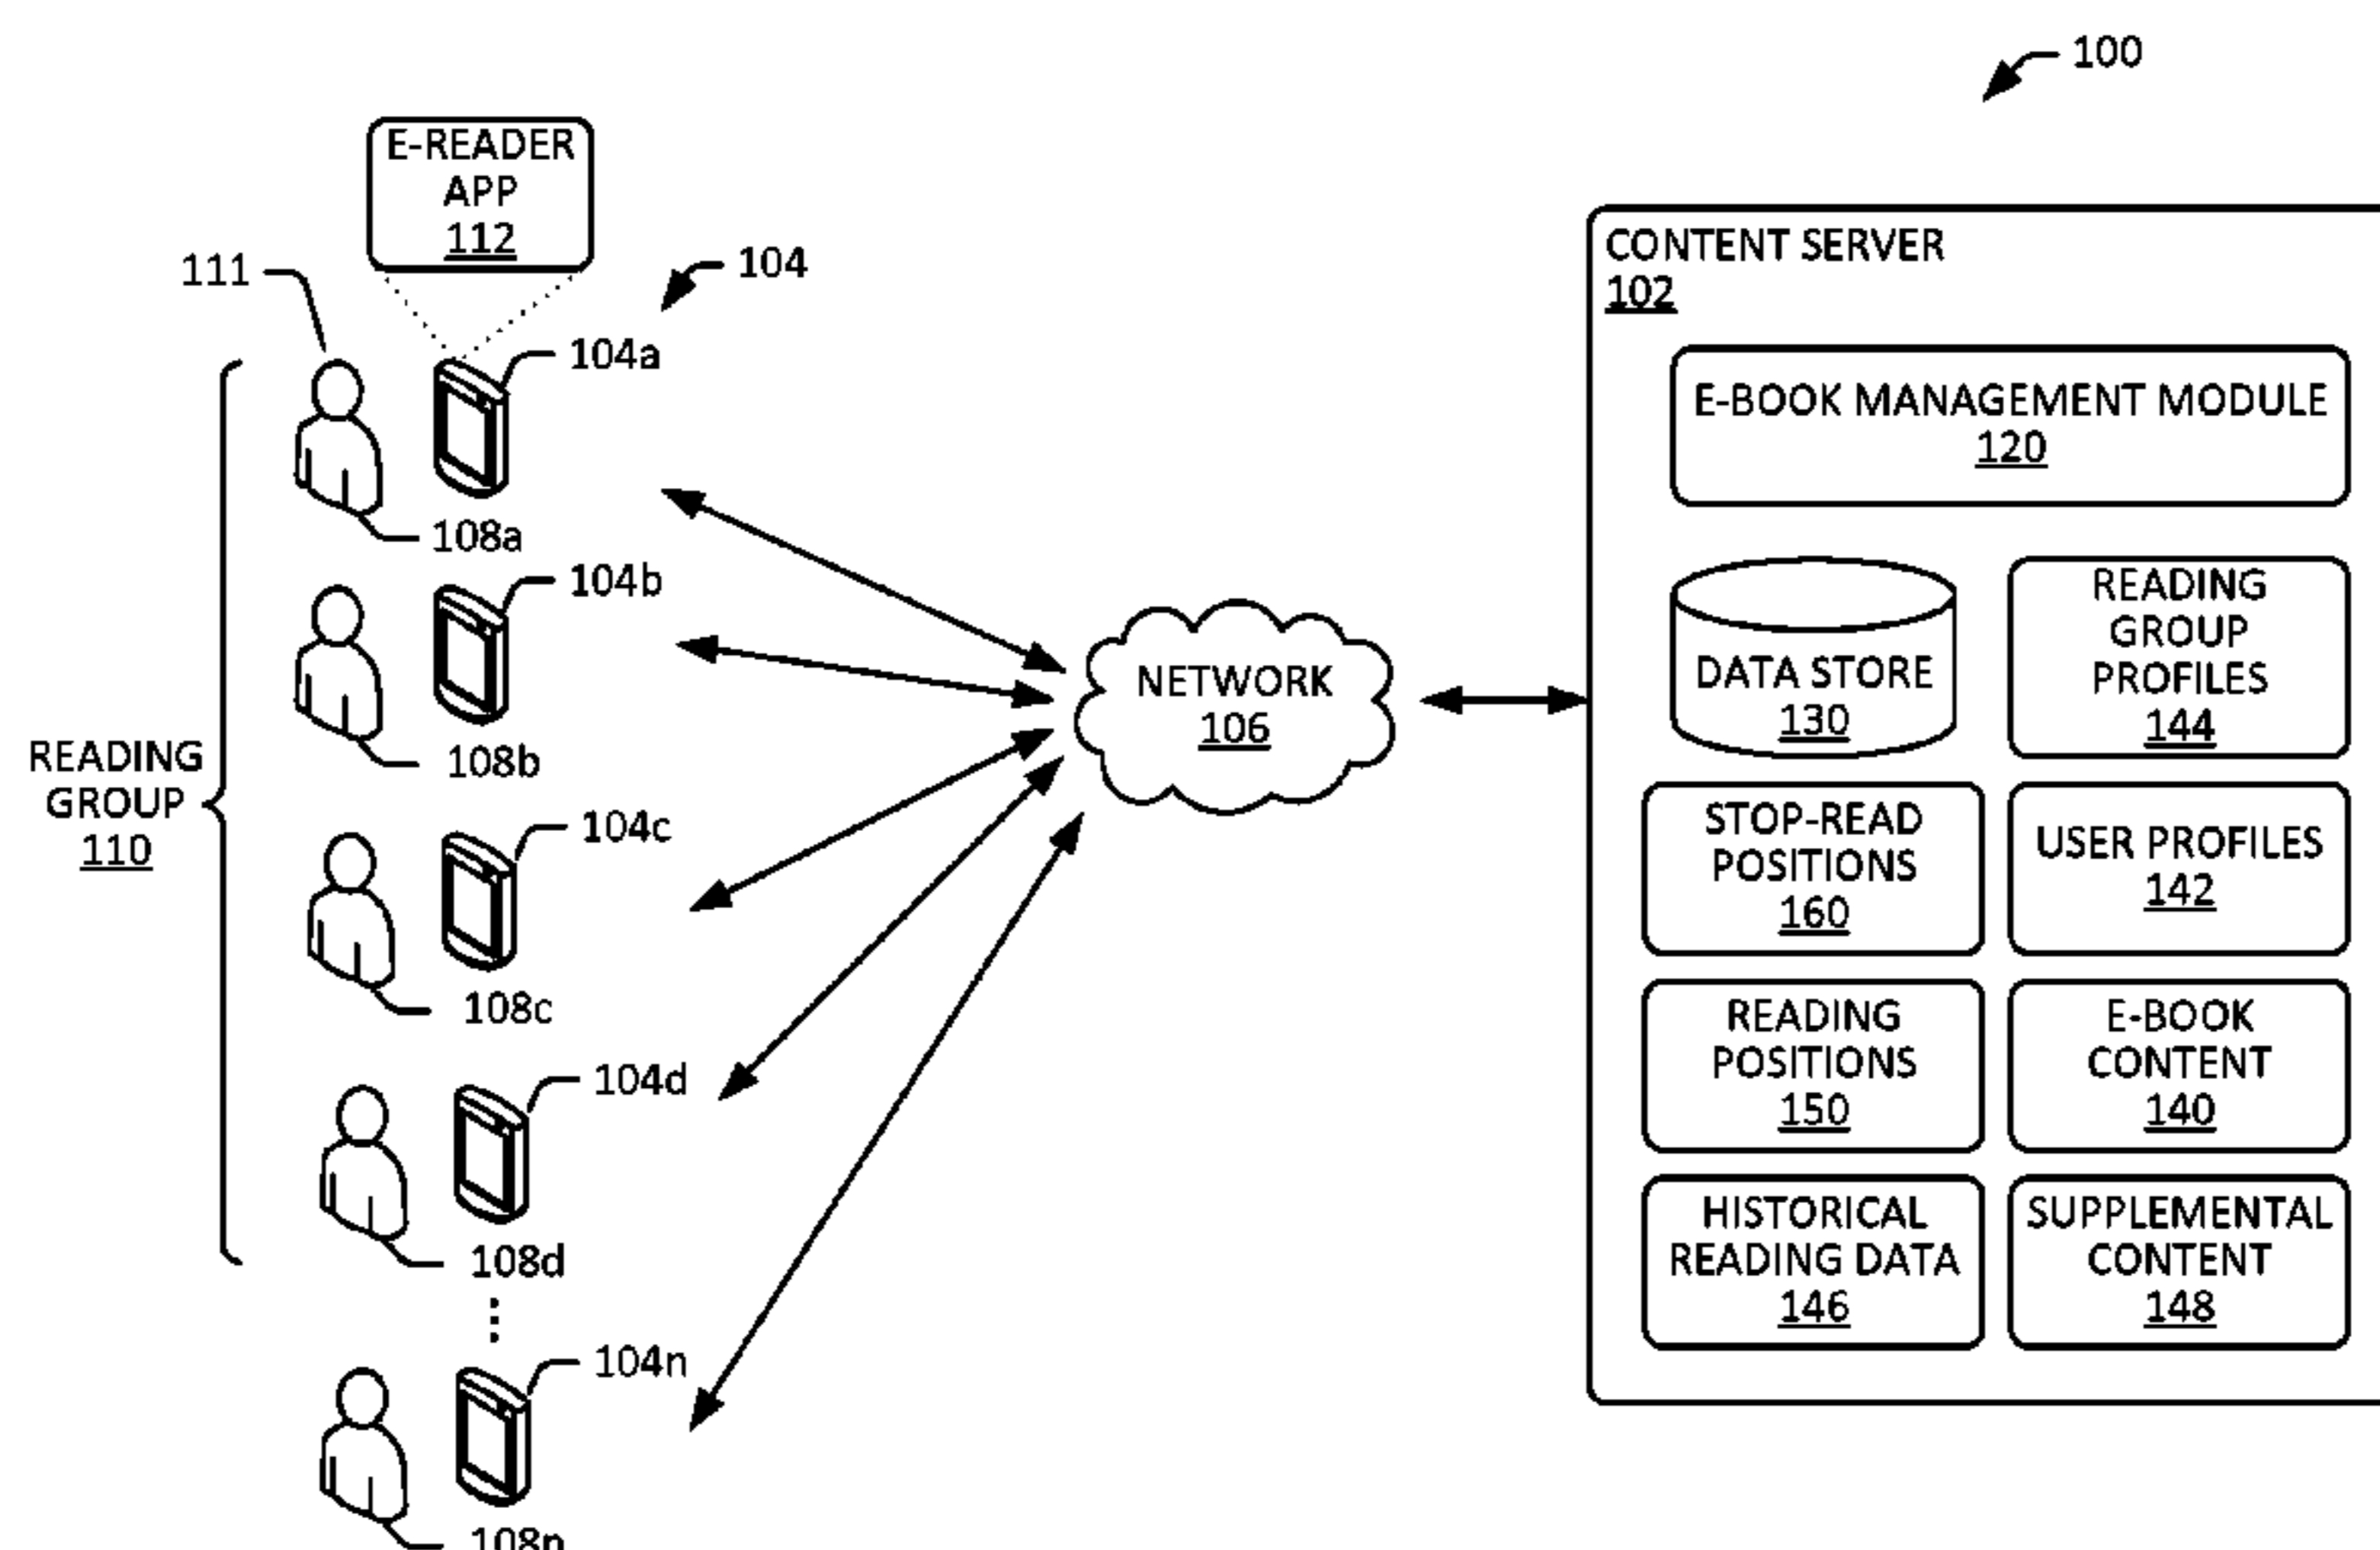 100
E-READER
APP
112
111
104
104a
108a
104b
108b
READING
GROUP
110
104c
108c
104d
108d
104n
108n
NETWORK
106
CONTENT SERVER
102
E-BOOK MANAGEMENT MODULE
120
DATA STORE
130
READING
GROUP
PROFILES
144
STOP-READ
POSITIONS
160
USER PROFILES
142
READING
POSITIONS
150
E-BOOK
CONTENT
140
HISTORICAL
READING DATA
146
SUPPLEMENTAL
CONTENT
148